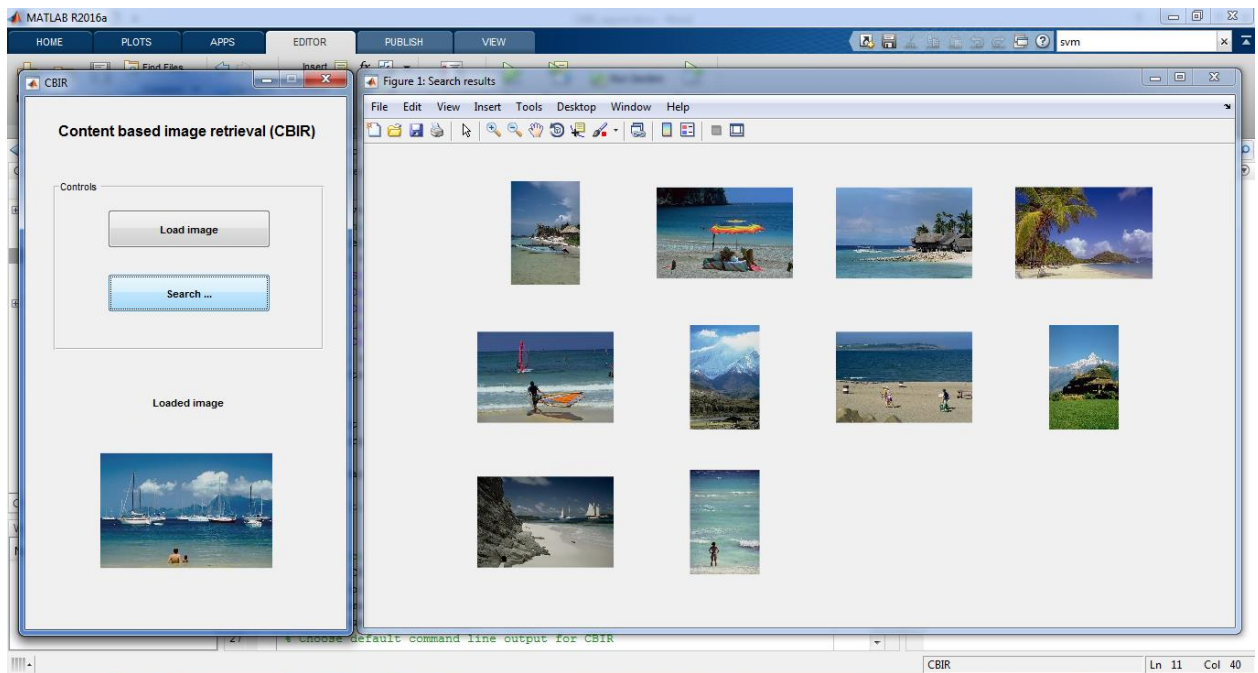 MATLAB R2016a
HOME PLOTS APPS EDITOR PUBLISH VIEW
svm
Find Files
Insert
fx
CBIR
Content based image retrieval (CBIR)
Controls
Load image
Search ...
Loaded image
Figure 1: Search results
File Edit View Insert Tools Desktop Window Help
27 % Choose default command line output for CBIR
CBIR Ln 11 Col 40